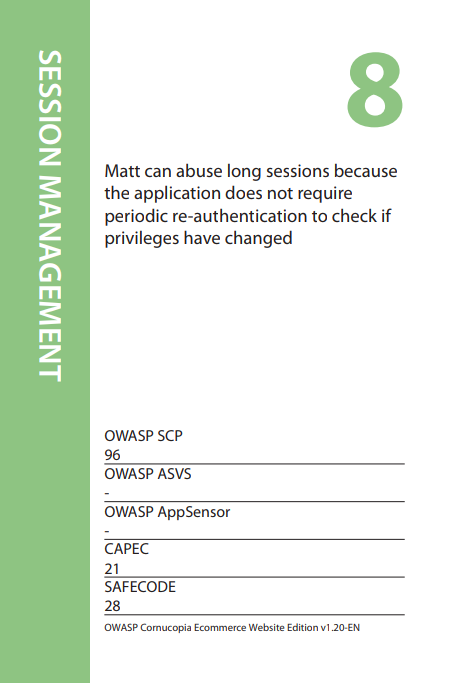 SESSION MANAGEMENT
8
Matt can abuse long sessions because
the application does not require
periodic re-authentication to check if
privileges have changed
OWASP SCP
96
OWASP ASVS
-
OWASP AppSensor
-
CAPEC
21
SAFECODE
28
OWASP Cornucopia Ecommerce Website Edition v1.20-EN